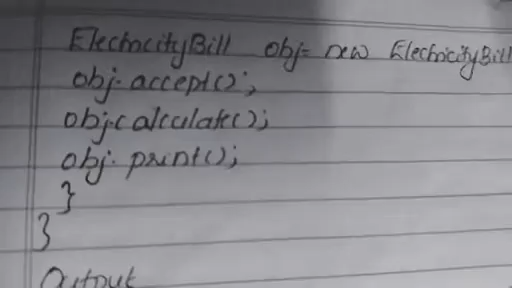 ElectricityBill obj= new ElectricityBill
obj.accept();
obj.calculate();
obj.print();
}
}
Output